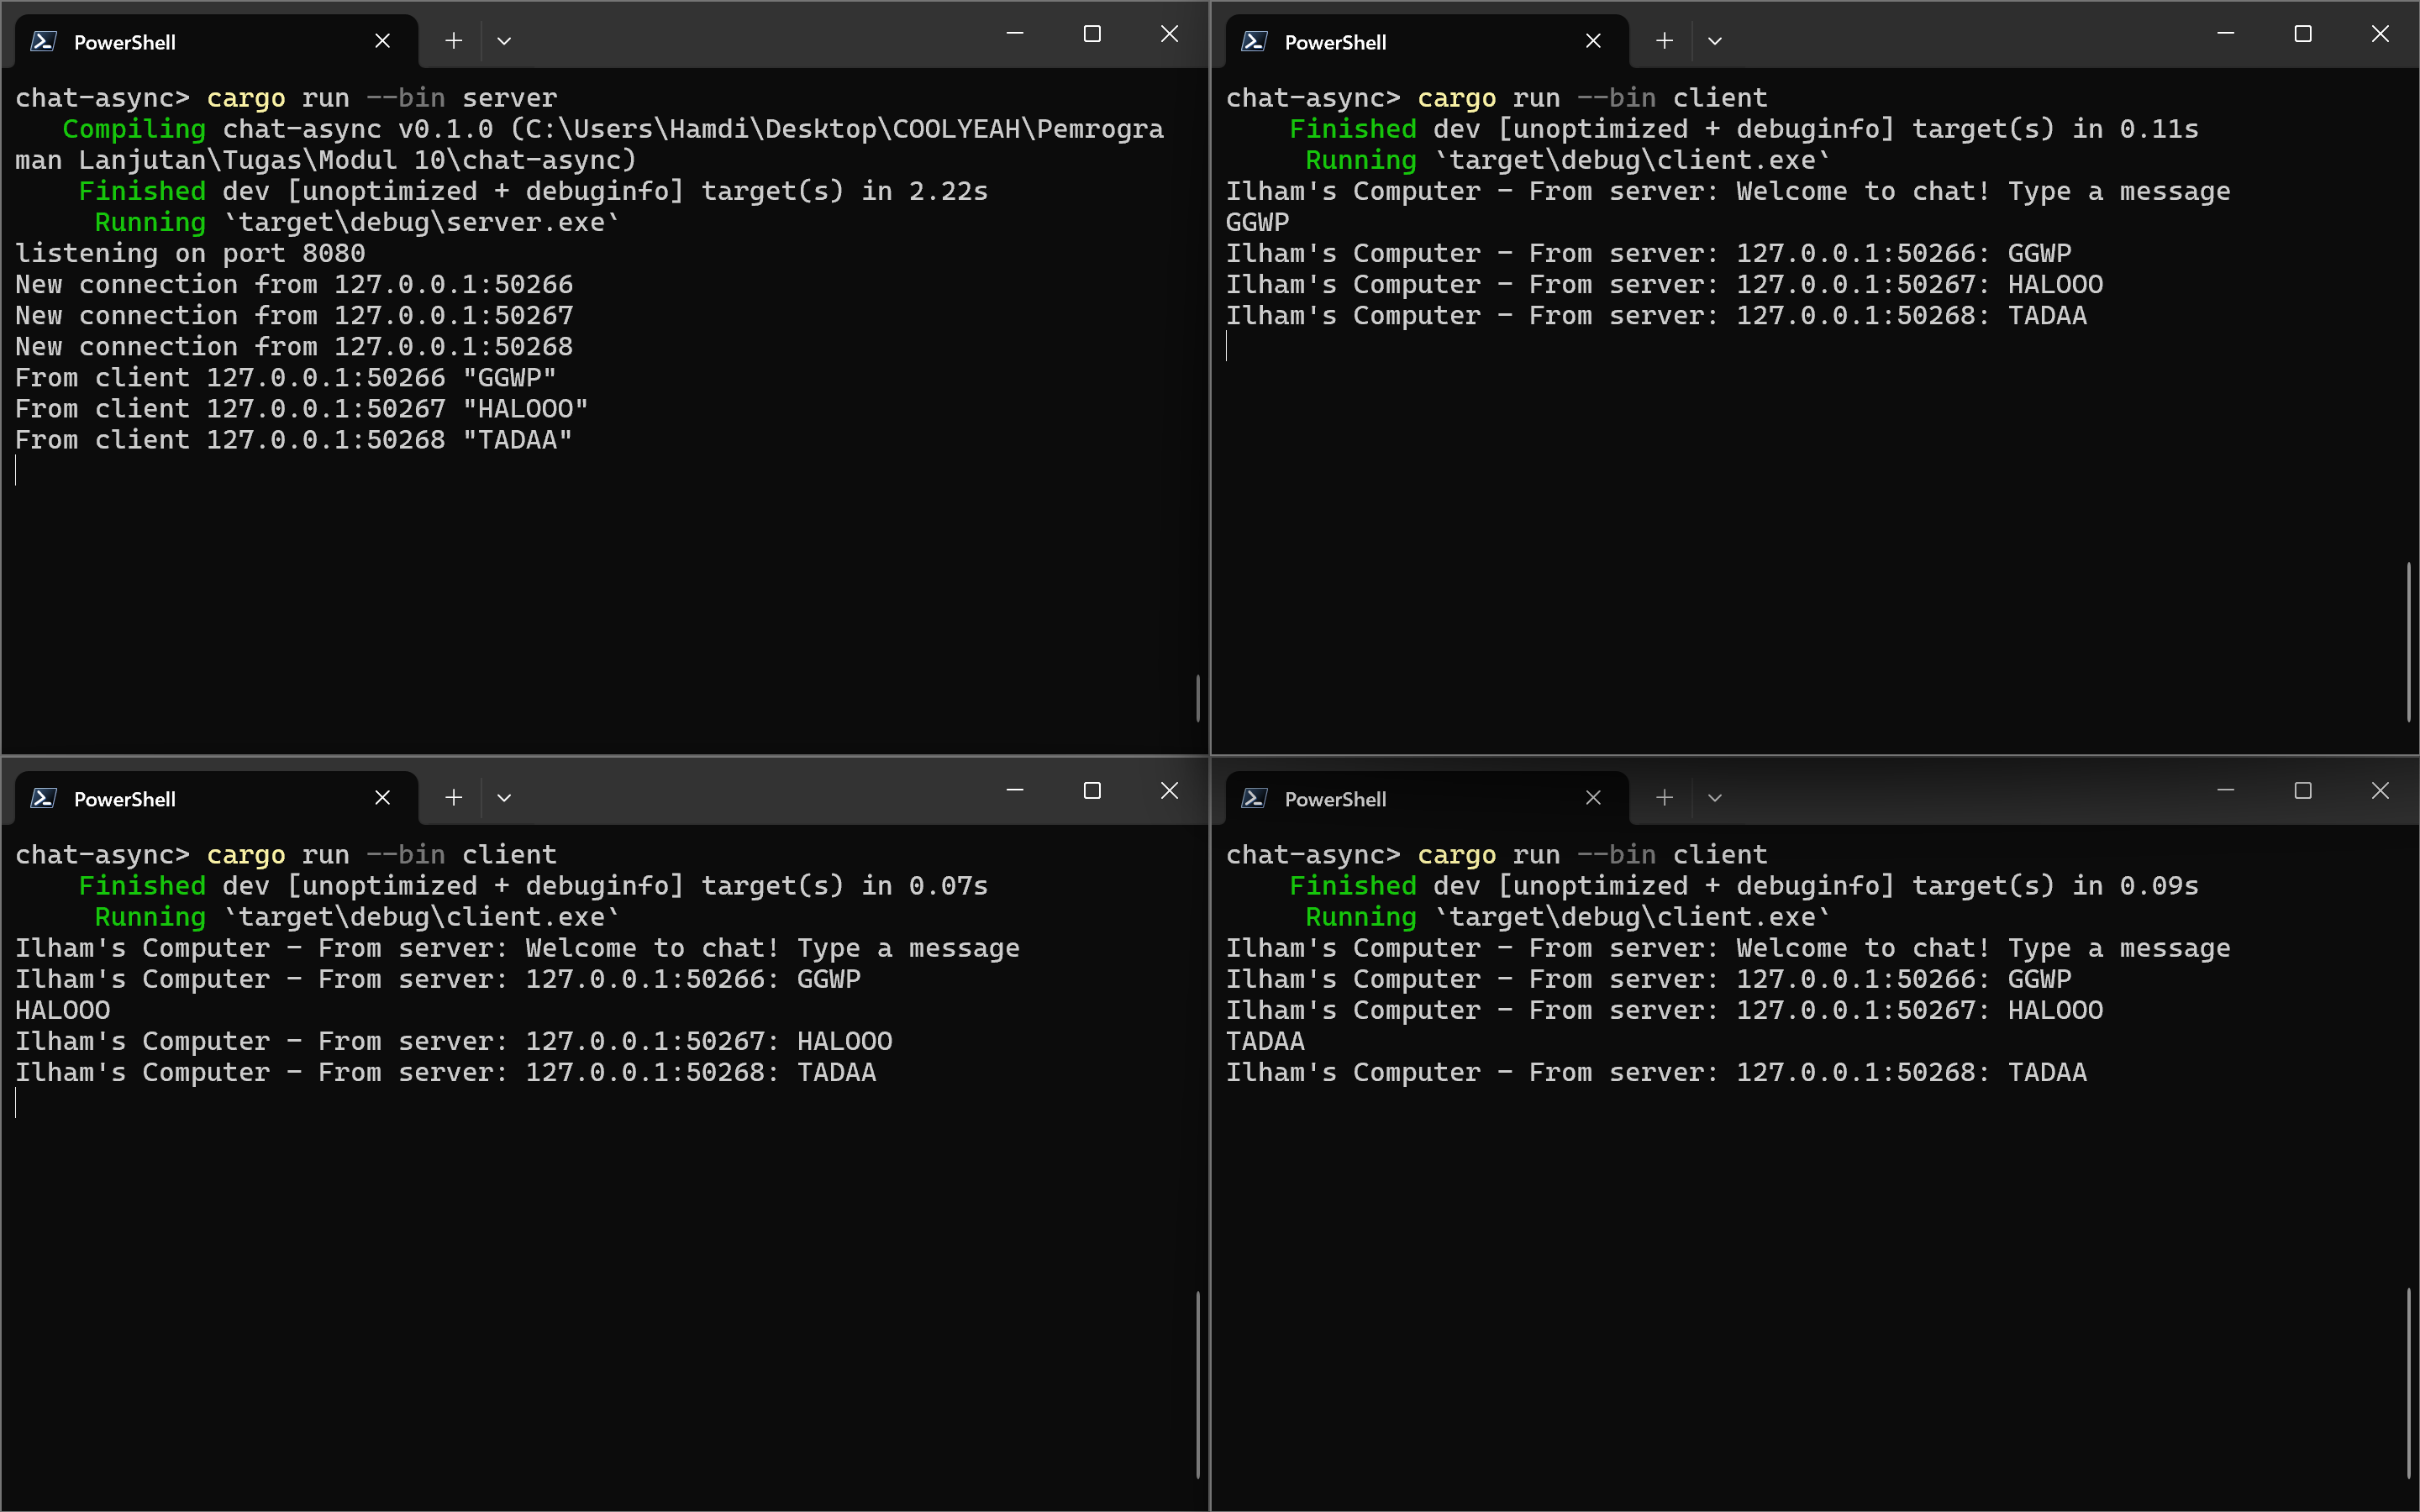 PowerShell
chat-async> cargo run --bin server
Compiling chat-async v0.1.0 (C:\Users\Hamdi\Desktop\COOLYEAH\Pemrogra
man Lanjutan\Tugas\Modul 10\chat-async)
Finished dev [unoptimized + debuginfo] target(s) in 2.22s
Running `target\debug\server.exe`
listening on port 8080
New connection from 127.0.0.1:50266
New connection from 127.0.0.1:50267
New connection from 127.0.0.1:50268
From client 127.0.0.1:50266 "GGWP"
From client 127.0.0.1:50267 "HALOOO"
From client 127.0.0.1:50268 "TADAA"
PowerShell
chat-async> cargo run --bin client
Finished dev [unoptimized + debuginfo] target(s) in 0.11s
Running `target\debug\client.exe`
Ilham's Computer - From server: Welcome to chat! Type a message
GGWP
Ilham's Computer - From server: 127.0.0.1:50266: GGWP
Ilham's Computer - From server: 127.0.0.1:50267: HALOOO
Ilham's Computer - From server: 127.0.0.1:50268: TADAA
PowerShell
chat-async> cargo run --bin client
Finished dev [unoptimized + debuginfo] target(s) in 0.07s
Running `target\debug\client.exe`
Ilham's Computer - From server: Welcome to chat! Type a message
Ilham's Computer - From server: 127.0.0.1:50266: GGWP
HALOOO
Ilham's Computer - From server: 127.0.0.1:50267: HALOOO
Ilham's Computer - From server: 127.0.0.1:50268: TADAA
PowerShell
chat-async> cargo run --bin client
Finished dev [unoptimized + debuginfo] target(s) in 0.09s
Running `target\debug\client.exe`
Ilham's Computer - From server: Welcome to chat! Type a message
Ilham's Computer - From server: 127.0.0.1:50266: GGWP
Ilham's Computer - From server: 127.0.0.1:50267: HALOOO
TADAA
Ilham's Computer - From server: 127.0.0.1:50268: TADAA